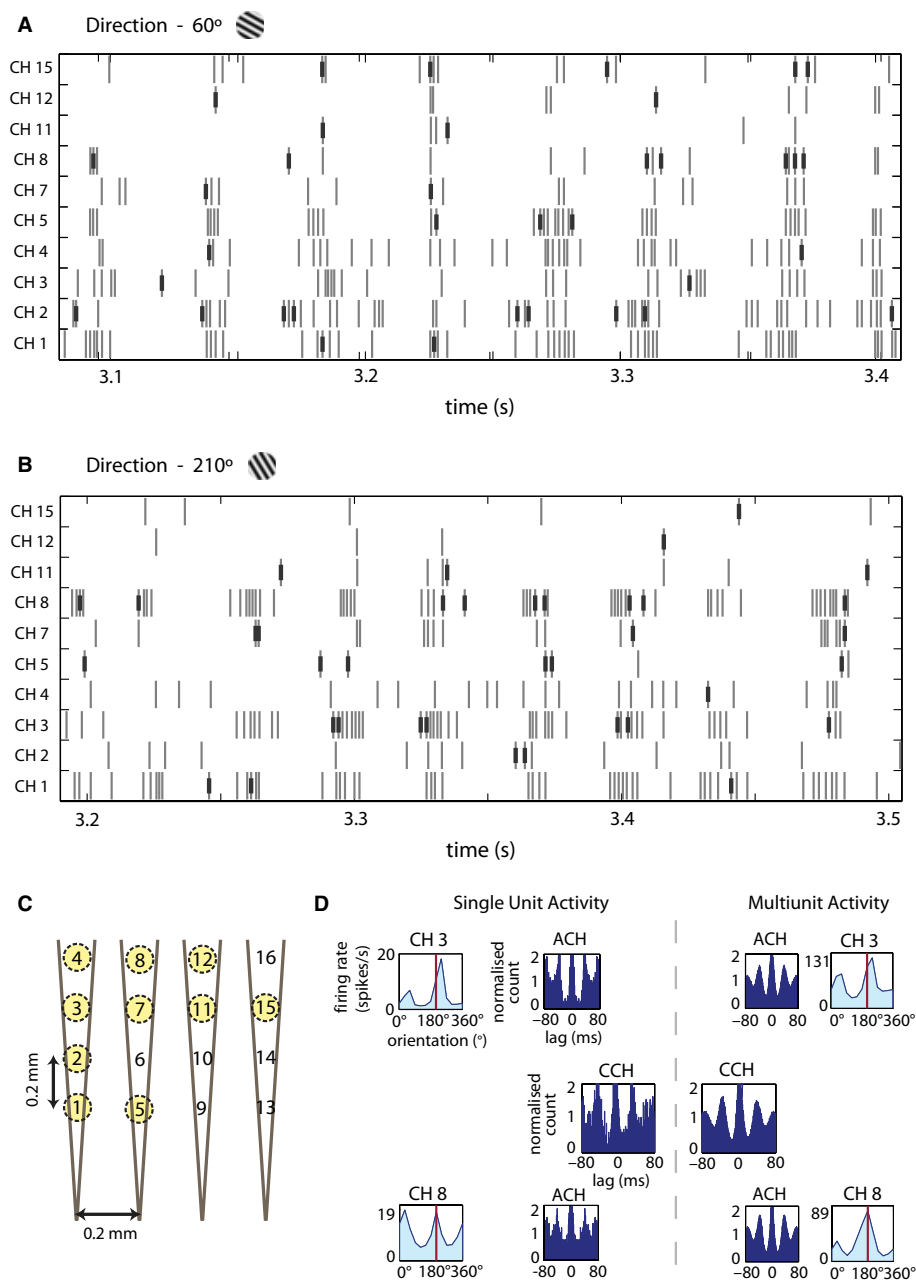 A Direction - 60º
CH 15
CH 12
CH 11
CH 8
CH 7
CH 5
CH 4
CH 3
CH 2
CH 1
3.1 3.2 3.3 3.4
time (s)
B Direction - 210º
CH 15
CH 12
CH 11
CH 8
CH 7
CH 5
CH 4
CH 3
CH 2
CH 1
3.2 3.3 3.4 3.5
time (s)
C
4 8 12 16
3 7 11 15
2 6 10 14
1 5 9 13
0.2 mm
0.2 mm
D Single Unit Activity Multiunit Activity
firing rate (spikes/s)
CH 3
20
0
0° 180° 360°
orientation (°)
normalised count
ACH
2
1
0
-80 0 80
lag (ms)
ACH
2
1
0
-80 0 80
CH 3
131
0
0° 180° 360°
normalised count
CCH
2
1
0
-80 0 80
lag (ms)
CCH
2
1
0
-80 0 80
CH 8
19
0
0° 180° 360°
ACH
2
1
0
-80 0 80
ACH
2
1
0
-80 0 80
CH 8
89
0
0° 180° 360°